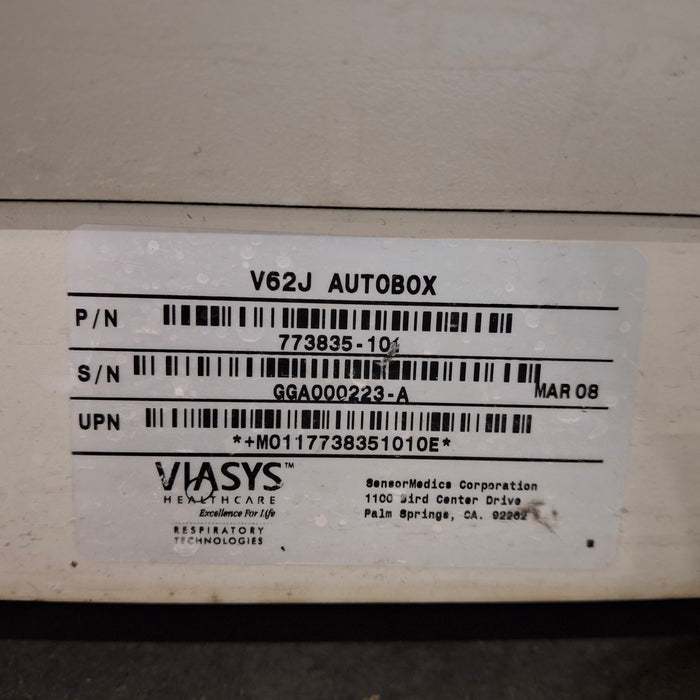 V62J AUTOBOX
P/N
773835-101
S/N
GGA000223-A
MAR 08
UPN
*+M0117738351010E*
VIASYS™
HEALTHCARE
Excellence For Life
RESPIRATORY
TECHNOLOGIES
SensorMedics Corporation
1100 Bird Center Drive
Palm Springs, CA. 92262